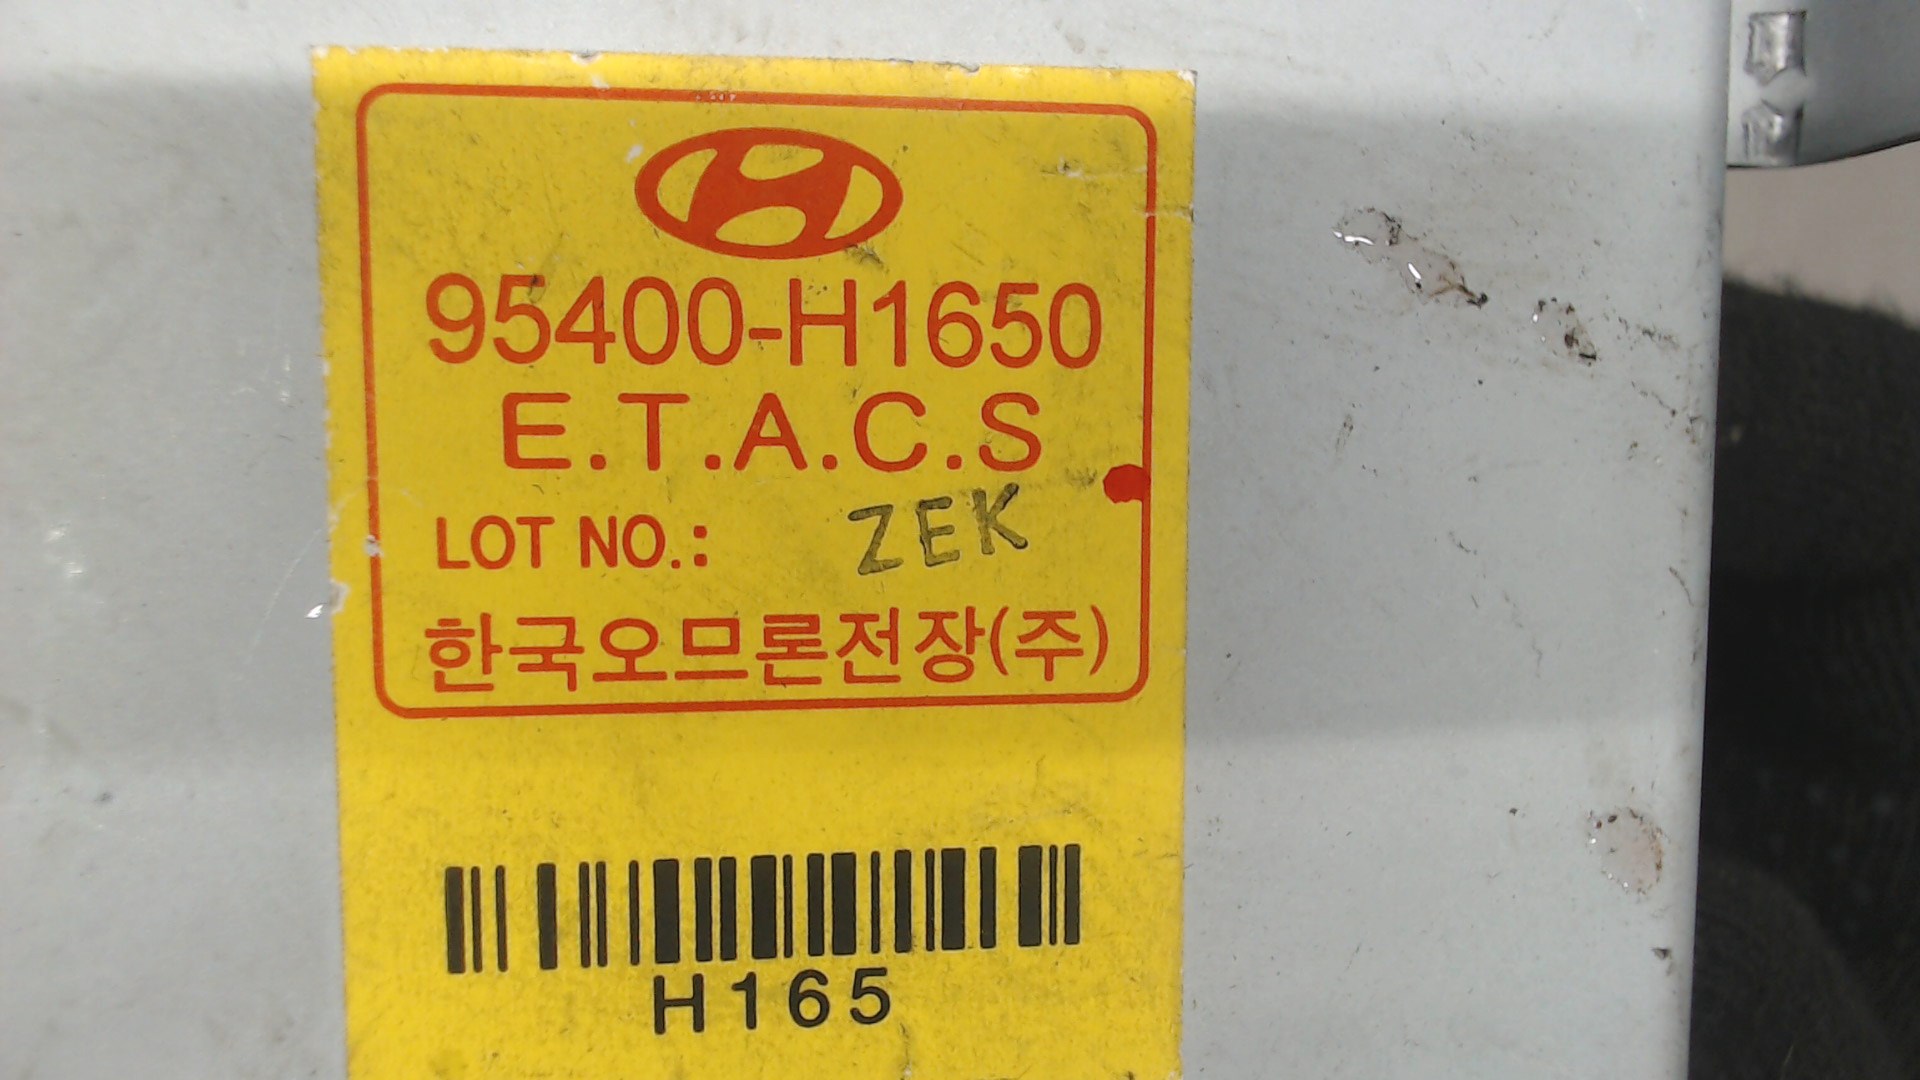 95400-H1650
E.T.A.C.S
LOT NO.: ZEK
한국오므론전장(주)
H165